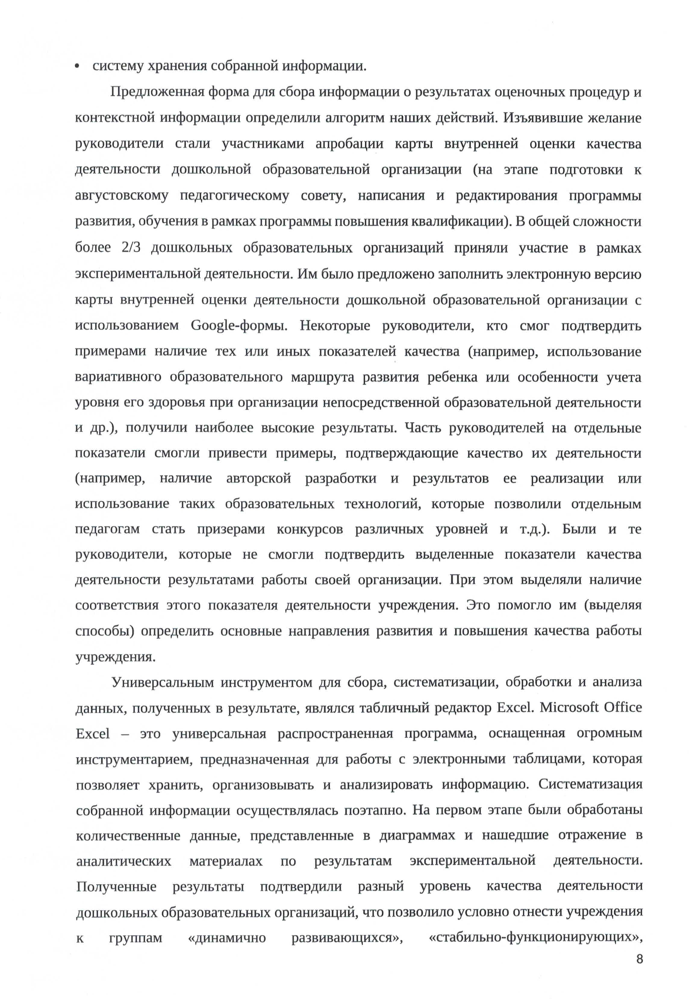 • систему хранения собранной информации.
Предложенная форма для сбора информации о результатах оценочных процедур и
контекстной информации определили алгоритм наших действий. Изъявившие желание
руководители стали участниками апробации карты внутренней оценки качества
деятельности дошкольной образовательной организации (на этапе подготовки к
августовскому педагогическому совету, написания и редактирования программы
развития, обучения в рамках программы повышения квалификации). В общей сложности
более 2/3 дошкольных образовательных организаций приняли участие в рамках
экспериментальной деятельности. Им было предложено заполнить электронную версию
карты внутренней оценки деятельности дошкольной образовательной организации с
использованием Google-формы. Некоторые руководители, кто смог подтвердить
примерами наличие тех или иных показателей качества (например, использование
вариативного образовательного маршрута развития ребенка или особенности учета
уровня его здоровья при организации непосредственной образовательной деятельности
и др.), получили наиболее высокие результаты. Часть руководителей на отдельные
показатели смогли привести примеры, подтверждающие качество их деятельности
(например, наличие авторской разработки и результатов ее реализации или
использование таких образовательных технологий, которые позволили отдельным
педагогам стать призерами конкурсов различных уровней и т.д.). Были и те
руководители, которые не смогли подтвердить выделенные показатели качества
деятельности результатами работы своей организации. При этом выделяли наличие
соответствия этого показателя деятельности учреждения. Это помогло им (выделяя
способы) определить основные направления развития и повышения качества работы
учреждения.
Универсальным инструментом для сбора, систематизации, обработки и анализа
данных, полученных в результате, являлся табличный редактор Excel. Microsoft Office
Excel – это универсальная распространенная программа, оснащенная огромным
инструментарием, предназначенная для работы с электронными таблицами, которая
позволяет хранить, организовывать и анализировать информацию. Систематизация
собранной информации осуществлялась поэтапно. На первом этапе были обработаны
количественные данные, представленные в диаграммах и нашедшие отражение в
аналитических материалах по результатам экспериментальной деятельности.
Полученные результаты подтвердили разный уровень качества деятельности
дошкольных образовательных организаций, что позволило условно отнести учреждения
к группам «динамично развивающихся», «стабильно-функционирующих»,
8